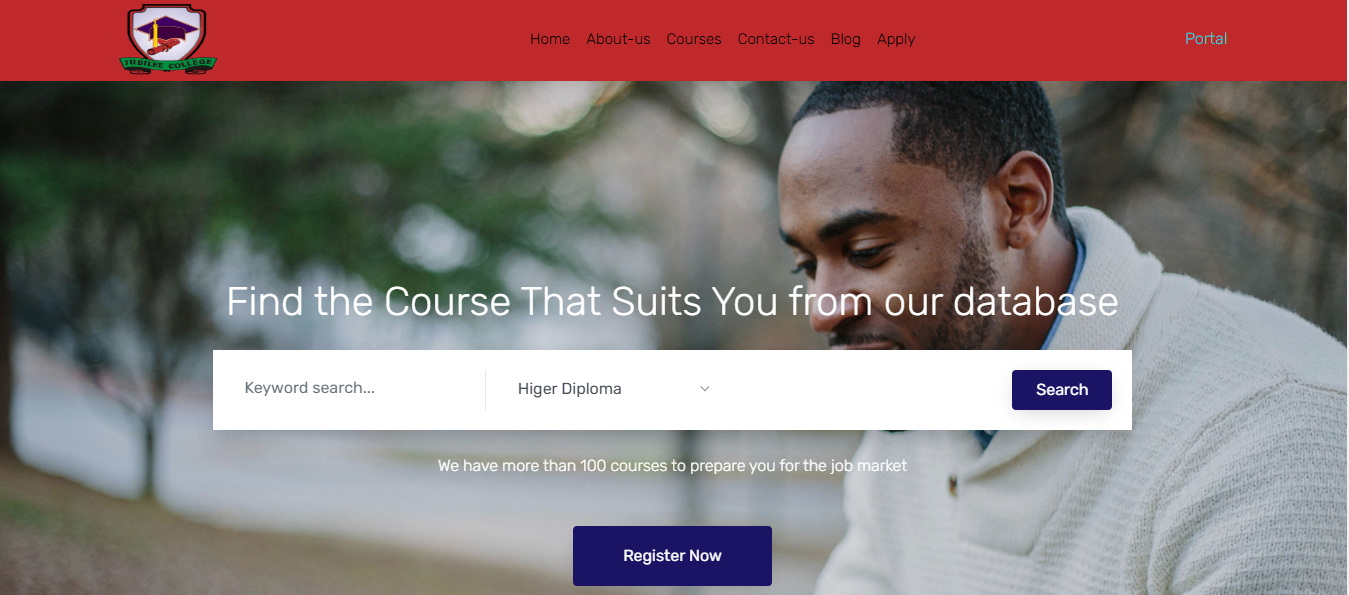 JUBILEE COLLEGE
Home About-us Courses Contact-us Blog Apply
Portal
Find the Course That Suits You from our database
Keyword search...
Higer Diploma
Search
We have more than 100 courses to prepare you for the job market
Register Now